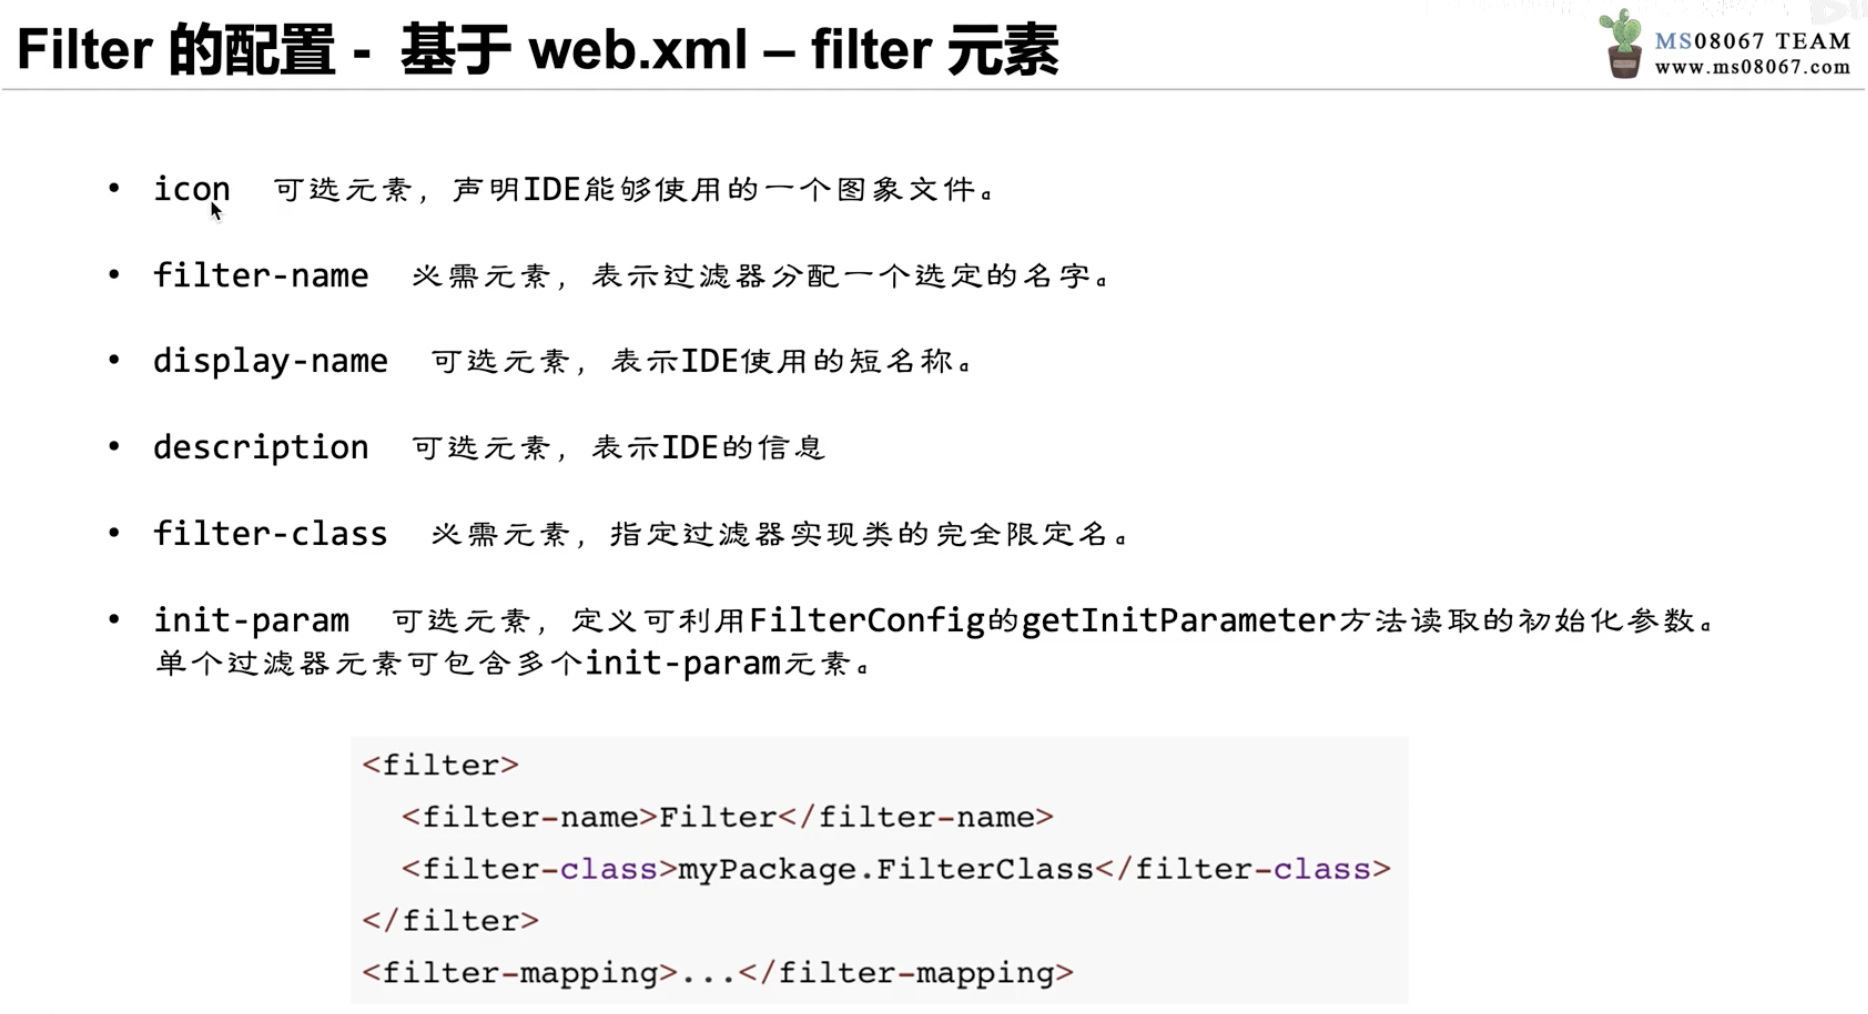 Filter 的配置 - 基于 web.xml – filter 元素
MS08067 TEAM
www.ms08067.com
• icon 可选元素，声明IDE能够使用的一个图象文件。
• filter-name 必需元素，表示过滤器分配一个选定的名字。
• display-name 可选元素，表示IDE使用的短名称。
• description 可选元素，表示IDE的信息
• filter-class 必需元素，指定过滤器实现类的完全限定名。
• init-param 可选元素，定义可利用FilterConfig的getInitParameter方法读取的初始化参数。
单个过滤器元素可包含多个init-param元素。
<filter>
  <filter-name>Filter</filter-name>
  <filter-class>myPackage.FilterClass</filter-class>
</filter>
<filter-mapping>...</filter-mapping>